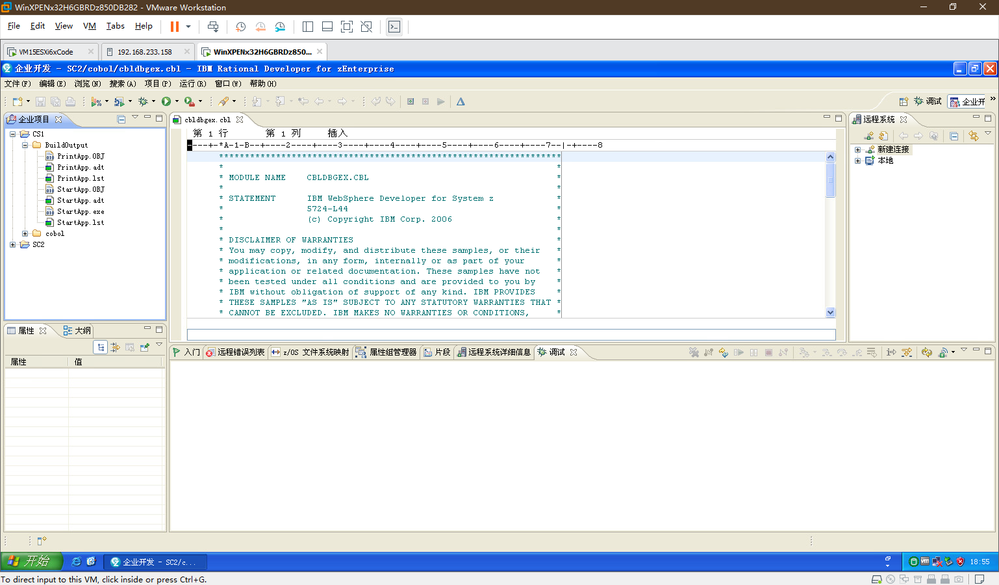 WinXPENx32H6GBRDz850DB282 - VMware Workstation
File Edit View VM Tabs Help
VM15ESXi6xCode 192.168.233.158 WinXPENx32H6GBRDz850...
企业开发 - SC2/cobol/cbldbgex.cbl - IBM Rational Developer for zEnterprise
文件(F) 编辑(E) 浏览(N) 搜索(A) 项目(P) 运行(R) 窗口(W) 帮助(H)
调试 企业开 »
企业项目
CS1
BuildOutput
PrintApp.OBJ
PrintApp.adt
PrintApp.lst
StartApp.OBJ
StartApp.adt
StartApp.exe
StartApp.lst
cobol
SC2
cbldbgex.cbl
第 1 行 第 1 列 插入
----+-*A-1-B--+----2----+----3----+----4----+----5----+----6----+----7--|-+----8
******************************************************************
* *
* MODULE NAME CBLDBGEX.CBL *
* *
* STATEMENT IBM WebSphere Developer for System z *
* 5724-L44 *
* (c) Copyright IBM Corp. 2006 *
* *
* DISCLAIMER OF WARRANTIES *
* You may copy, modify, and distribute these samples, or their *
* modifications, in any form, internally or as part of your *
* application or related documentation. These samples have not *
* been tested under all conditions and are provided to you by *
* IBM without obligation of support of any kind. IBM PROVIDES *
* THESE SAMPLES "AS IS" SUBJECT TO ANY STATUTORY WARRANTIES THAT *
* CANNOT BE EXCLUDED. IBM MAKES NO WARRANTIES OR CONDITIONS, *
远程系统
新建连接
本地
属性 大纲
属性 值
入门 远程错误列表 z/OS 文件系统映射 属性组管理器 片段 远程系统详细信息 调试
开始 企业开发 - SC2/c... 18:55
To direct input to this VM, click inside or press Ctrl+G.